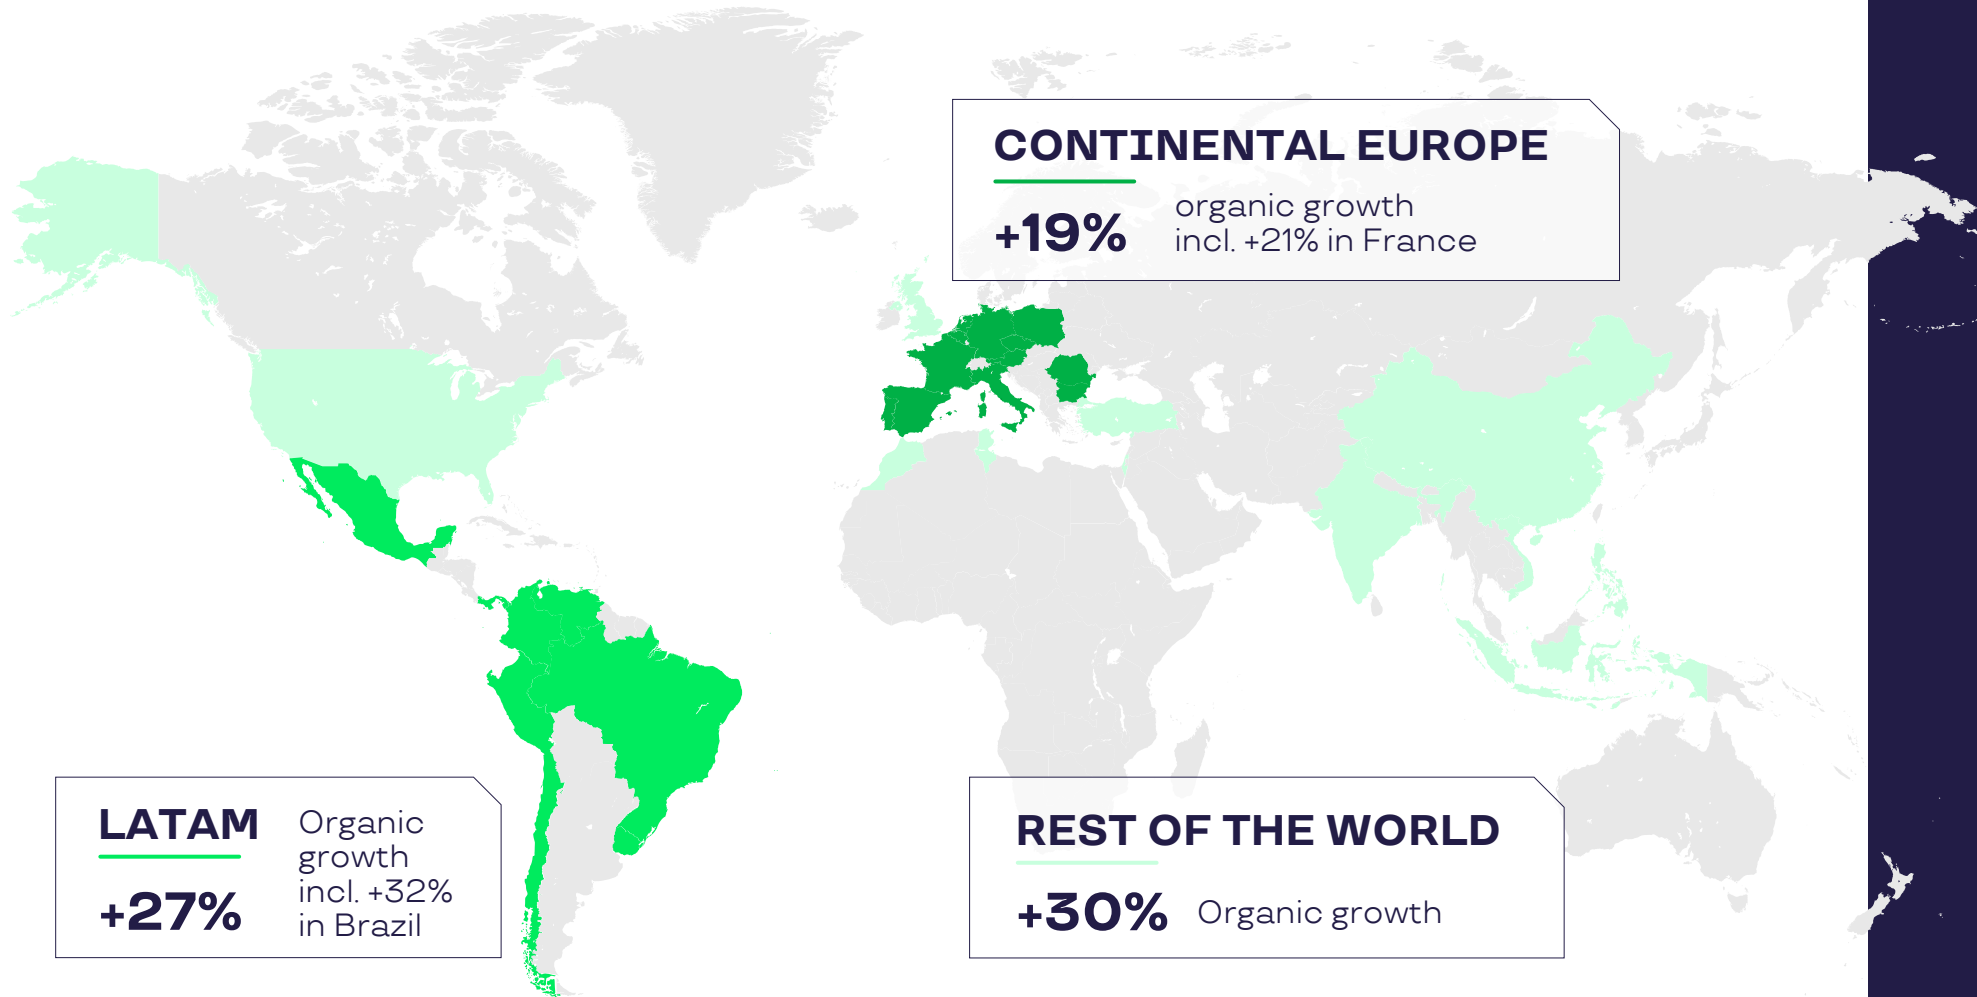 CONTINENTAL EUROPE
+19%
organic growth
incl. +21% in France
LATAM
+27%
Organic
growth
incl. +32%
in Brazil
REST OF THE WORLD
+30%
Organic growth